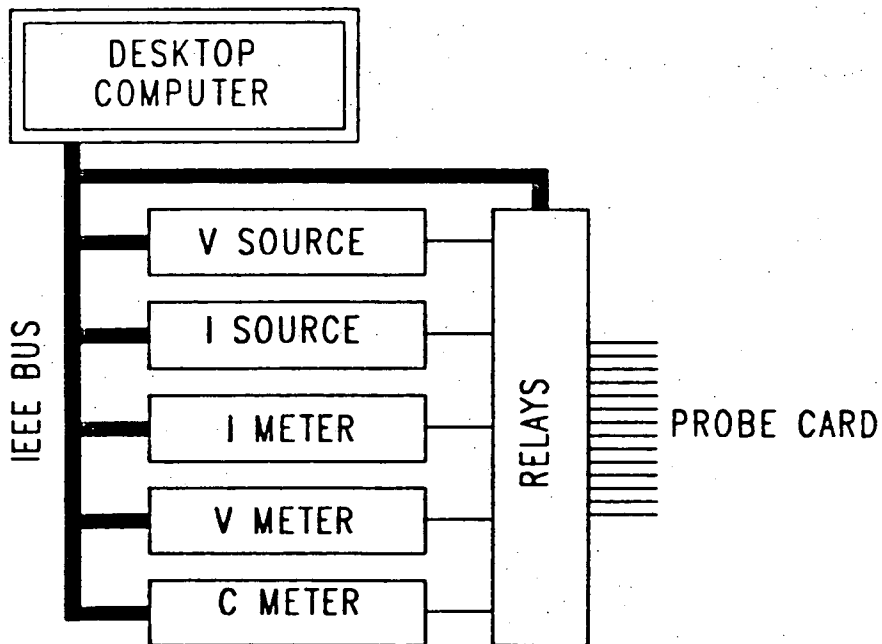 DESKTOP
COMPUTER
V SOURCE
I SOURCE
I METER
V METER
C METER
IEEE BUS
RELAYS
PROBE CARD